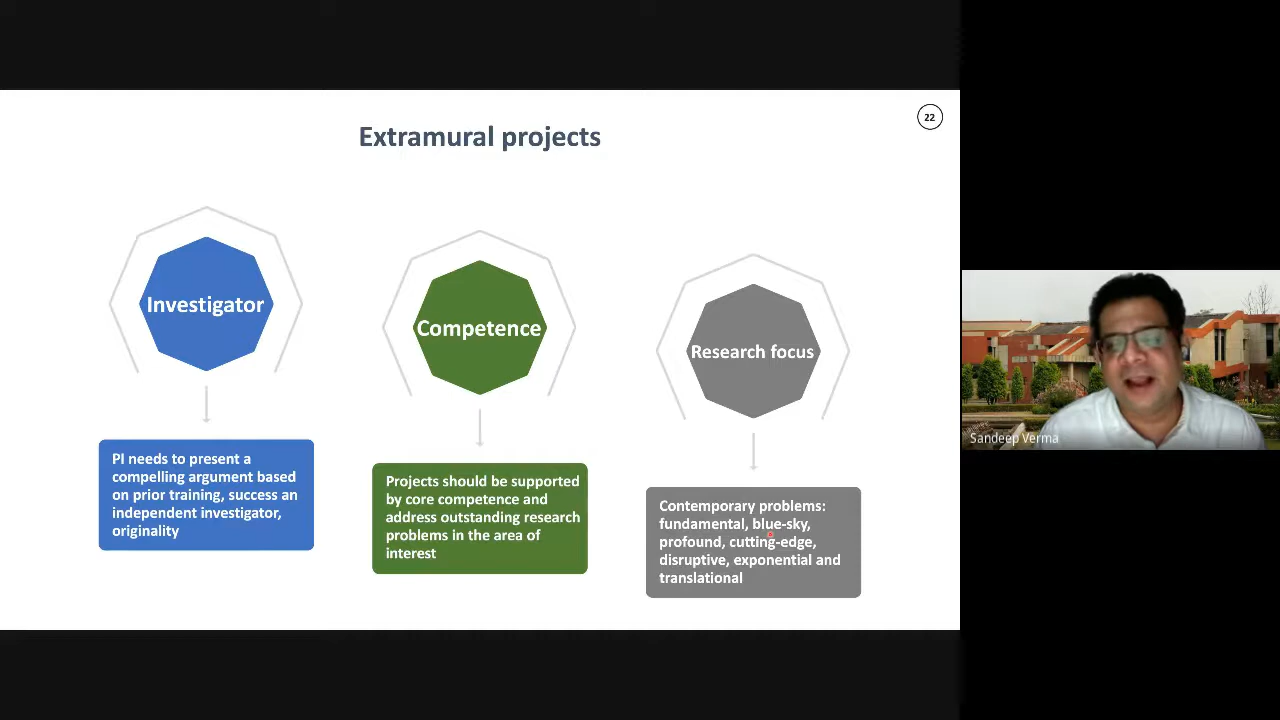 Extramural projects
22
Investigator
PI needs to present a
compelling argument based
on prior training, success an
independent investigator,
originality
Competence
Projects should be supported
by core competence and
address outstanding research
problems in the area of
interest
Research focus
Contemporary problems:
fundamental, blue-sky,
profound, cutting-edge,
disruptive, exponential and
translational
Sandeep Verma